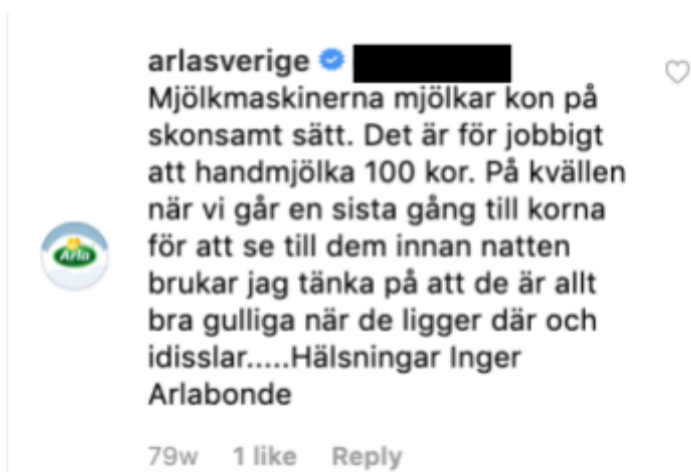 arlasverige
Mjölkmaskinerna mjölkar kon på
skonsamt sätt. Det är för jobbigt
att handmjölka 100 kor. På kvällen
när vi går en sista gång till korna
för att se till dem innan natten
brukar jag tänka på att de är allt
bra gulliga när de ligger där och
idisslar.....Hälsningar Inger
Arlabonde
Arla
79w 1 like Reply